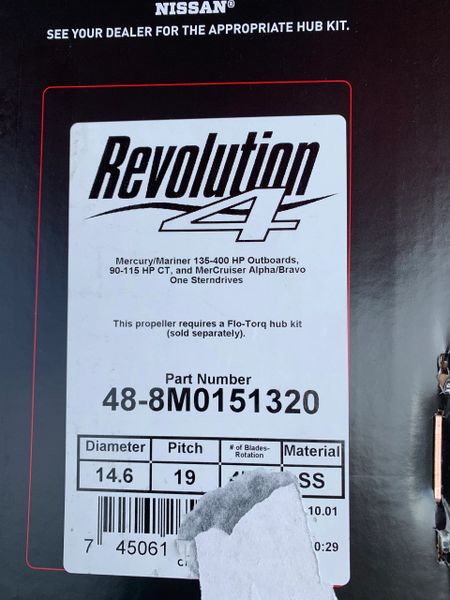 NISSAN®
SEE YOUR DEALER FOR THE APPROPRIATE HUB KIT.
Revolution
4
Mercury/Mariner 135-400 HP Outboards,
90-115 HP CT, and MerCruiser Alpha/Bravo
One Sterndrives
This propeller requires a Flo-Torq hub kit
(sold separately).
Part Number
48-8M0151320
Diameter Pitch # of Blades- Material
Rotation
14.6 19 SS
10.01
7 45061
0:29